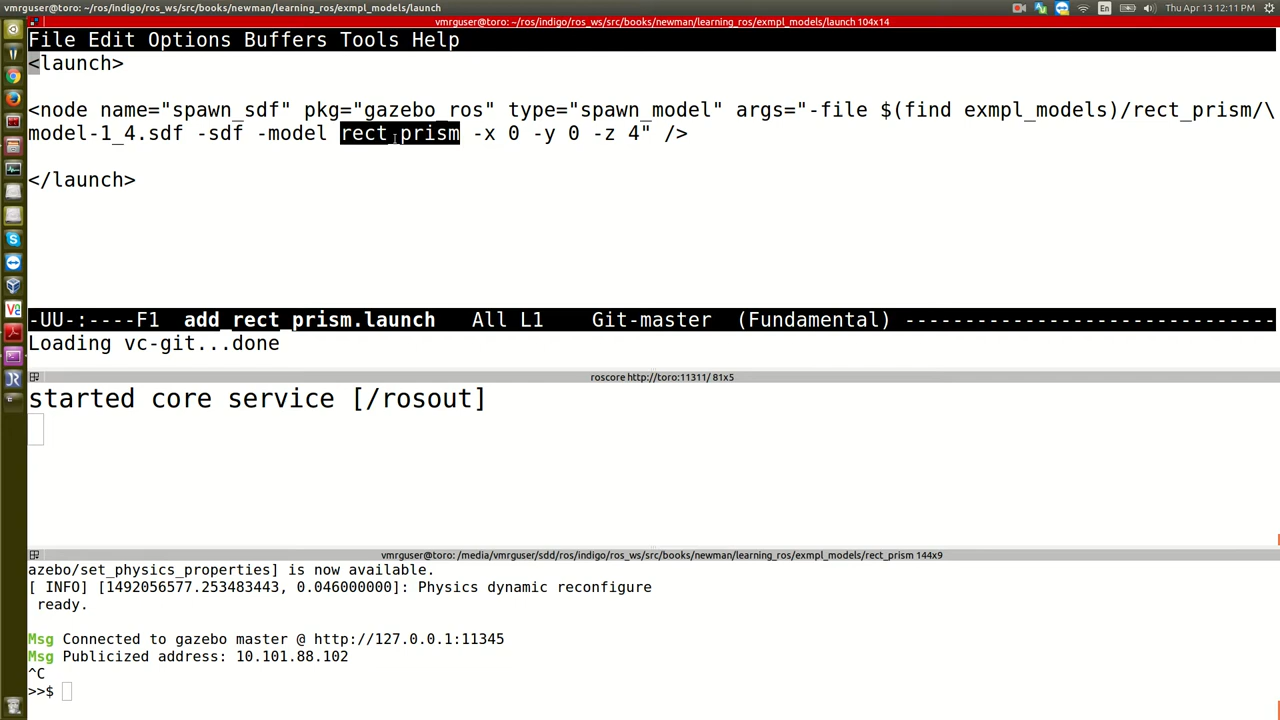 vmrguser@toro: ~/ros/indigo/ros_ws/src/books/newman/learning_ros/exmpl_models/launch
En
Thu Apr 13 12:11 PM
vmrguser@toro: ~/ros/indigo/ros_ws/src/books/newman/learning_ros/exmpl_models/launch 104x14
File Edit Options Buffers Tools Help
<launch>
<node name="spawn_sdf" pkg="gazebo_ros" type="spawn_model" args="-file $(find exmpl_models)/rect_prism/\
model-1_4.sdf -sdf -model rect_prism -x 0 -y 0 -z 4" />
</launch>
-UU-:----F1  add_rect_prism.launch   All L1    Git-master  (Fundamental) -------------------------------
Loading vc-git...done
roscore http://toro:11311/ 81x5
started core service [/rosout]
vmrguser@toro: /media/vmrguser/sdd/ros/indigo/ros_ws/src/books/newman/learning_ros/exmpl_models/rect_prism 144x9
azebo/set_physics_properties] is now available.
[ INFO] [1492056577.253483443, 0.046000000]: Physics dynamic reconfigure
 ready.
Msg Connected to gazebo master @ http://127.0.0.1:11345
Msg Publicized address: 10.101.88.102
^C
>>$